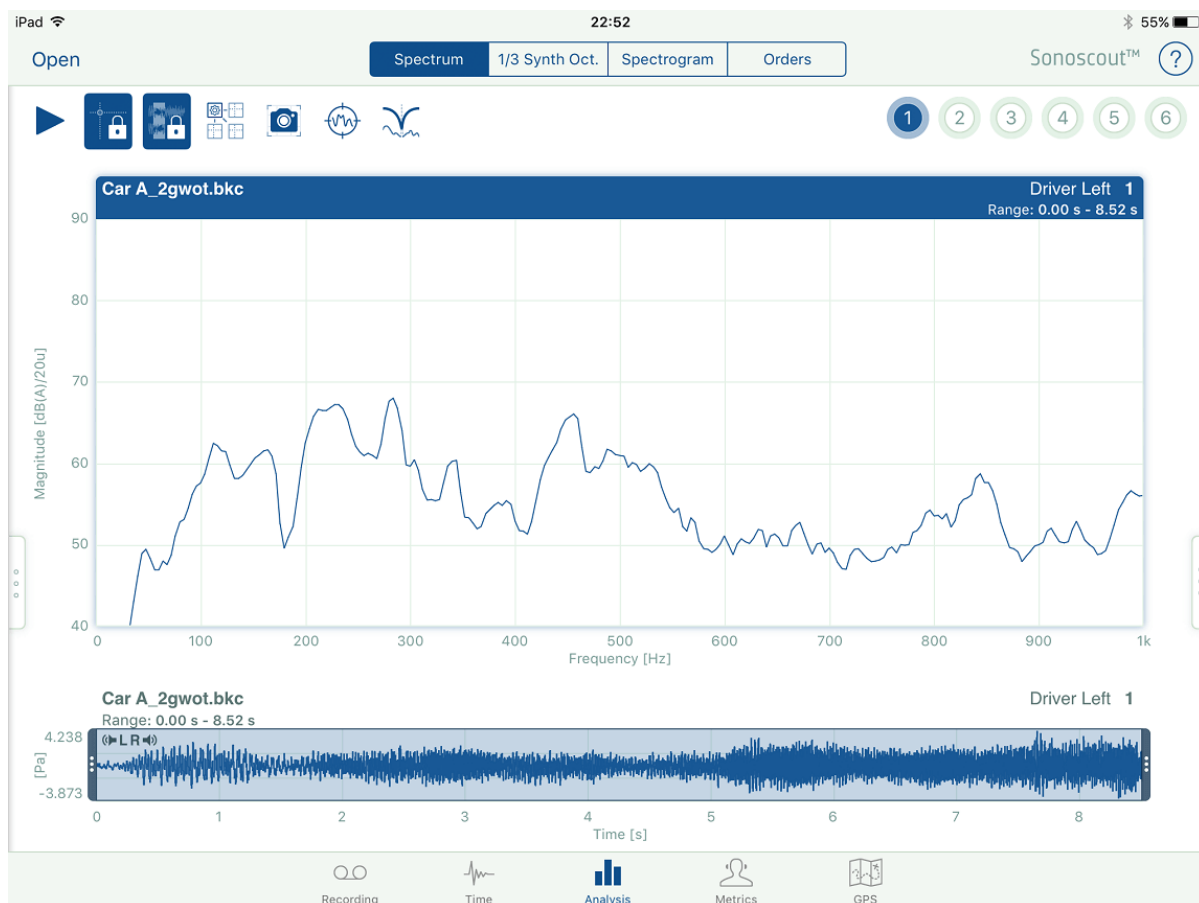 iPad 22:52 55%
Open Spectrum 1/3 Synth Oct. Spectrogram Orders Sonoscout™ ?
1 2 3 4 5 6
Car A_2gwot.bkc Driver Left 1
Range: 0.00 s - 8.52 s
90
80
70
60
50
40
Magnitude [dB(A)/20u]
0 100 200 300 400 500 600 700 800 900 1k
Frequency [Hz]
Car A_2gwot.bkc Driver Left 1
Range: 0.00 s - 8.52 s
4.238 L R
[Pa]
-3.873
0 1 2 3 4 5 6 7 8
Time [s]
Recording Time Analysis Metrics GPS